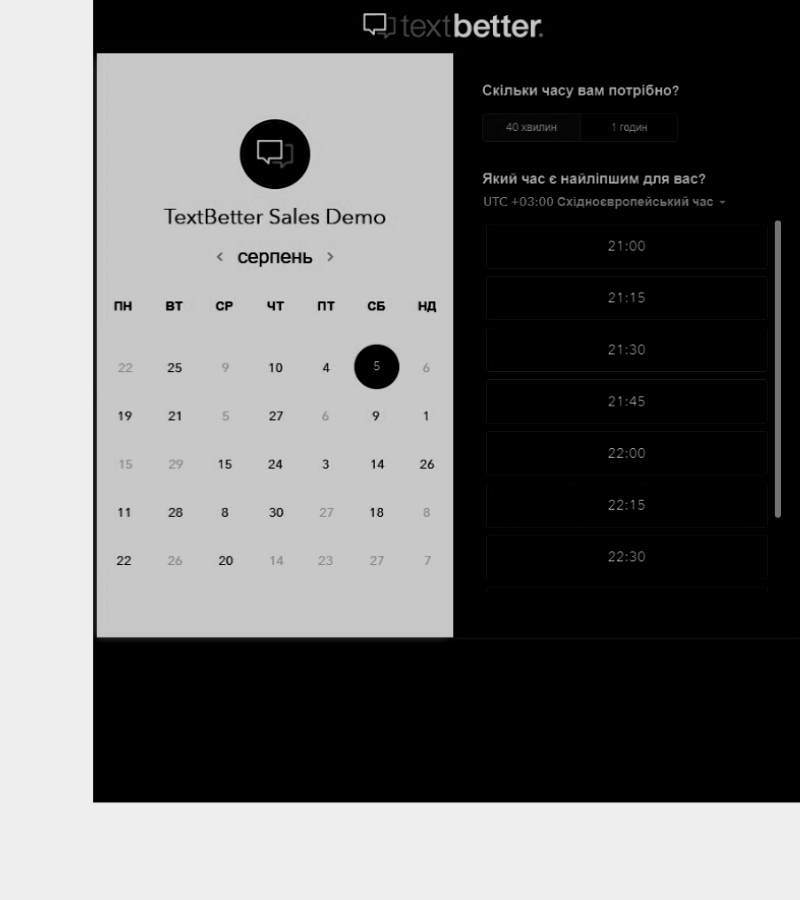 textbetter.
TextBetter Sales Demo
серпень
ПН ВТ СР ЧТ ПТ СБ НД
22 25 9 10 4 5 6
19 21 5 27 6 9 1
15 29 15 24 3 14 26
11 28 8 30 27 18 8
22 26 20 14 23 27 7
Скільки часу вам потрібно?
40 хвилин 1 годин
Який час є найліпшим для вас?
UTC +03:00 Східноєвропейський час
21:00
21:15
21:30
21:45
22:00
22:15
22:30